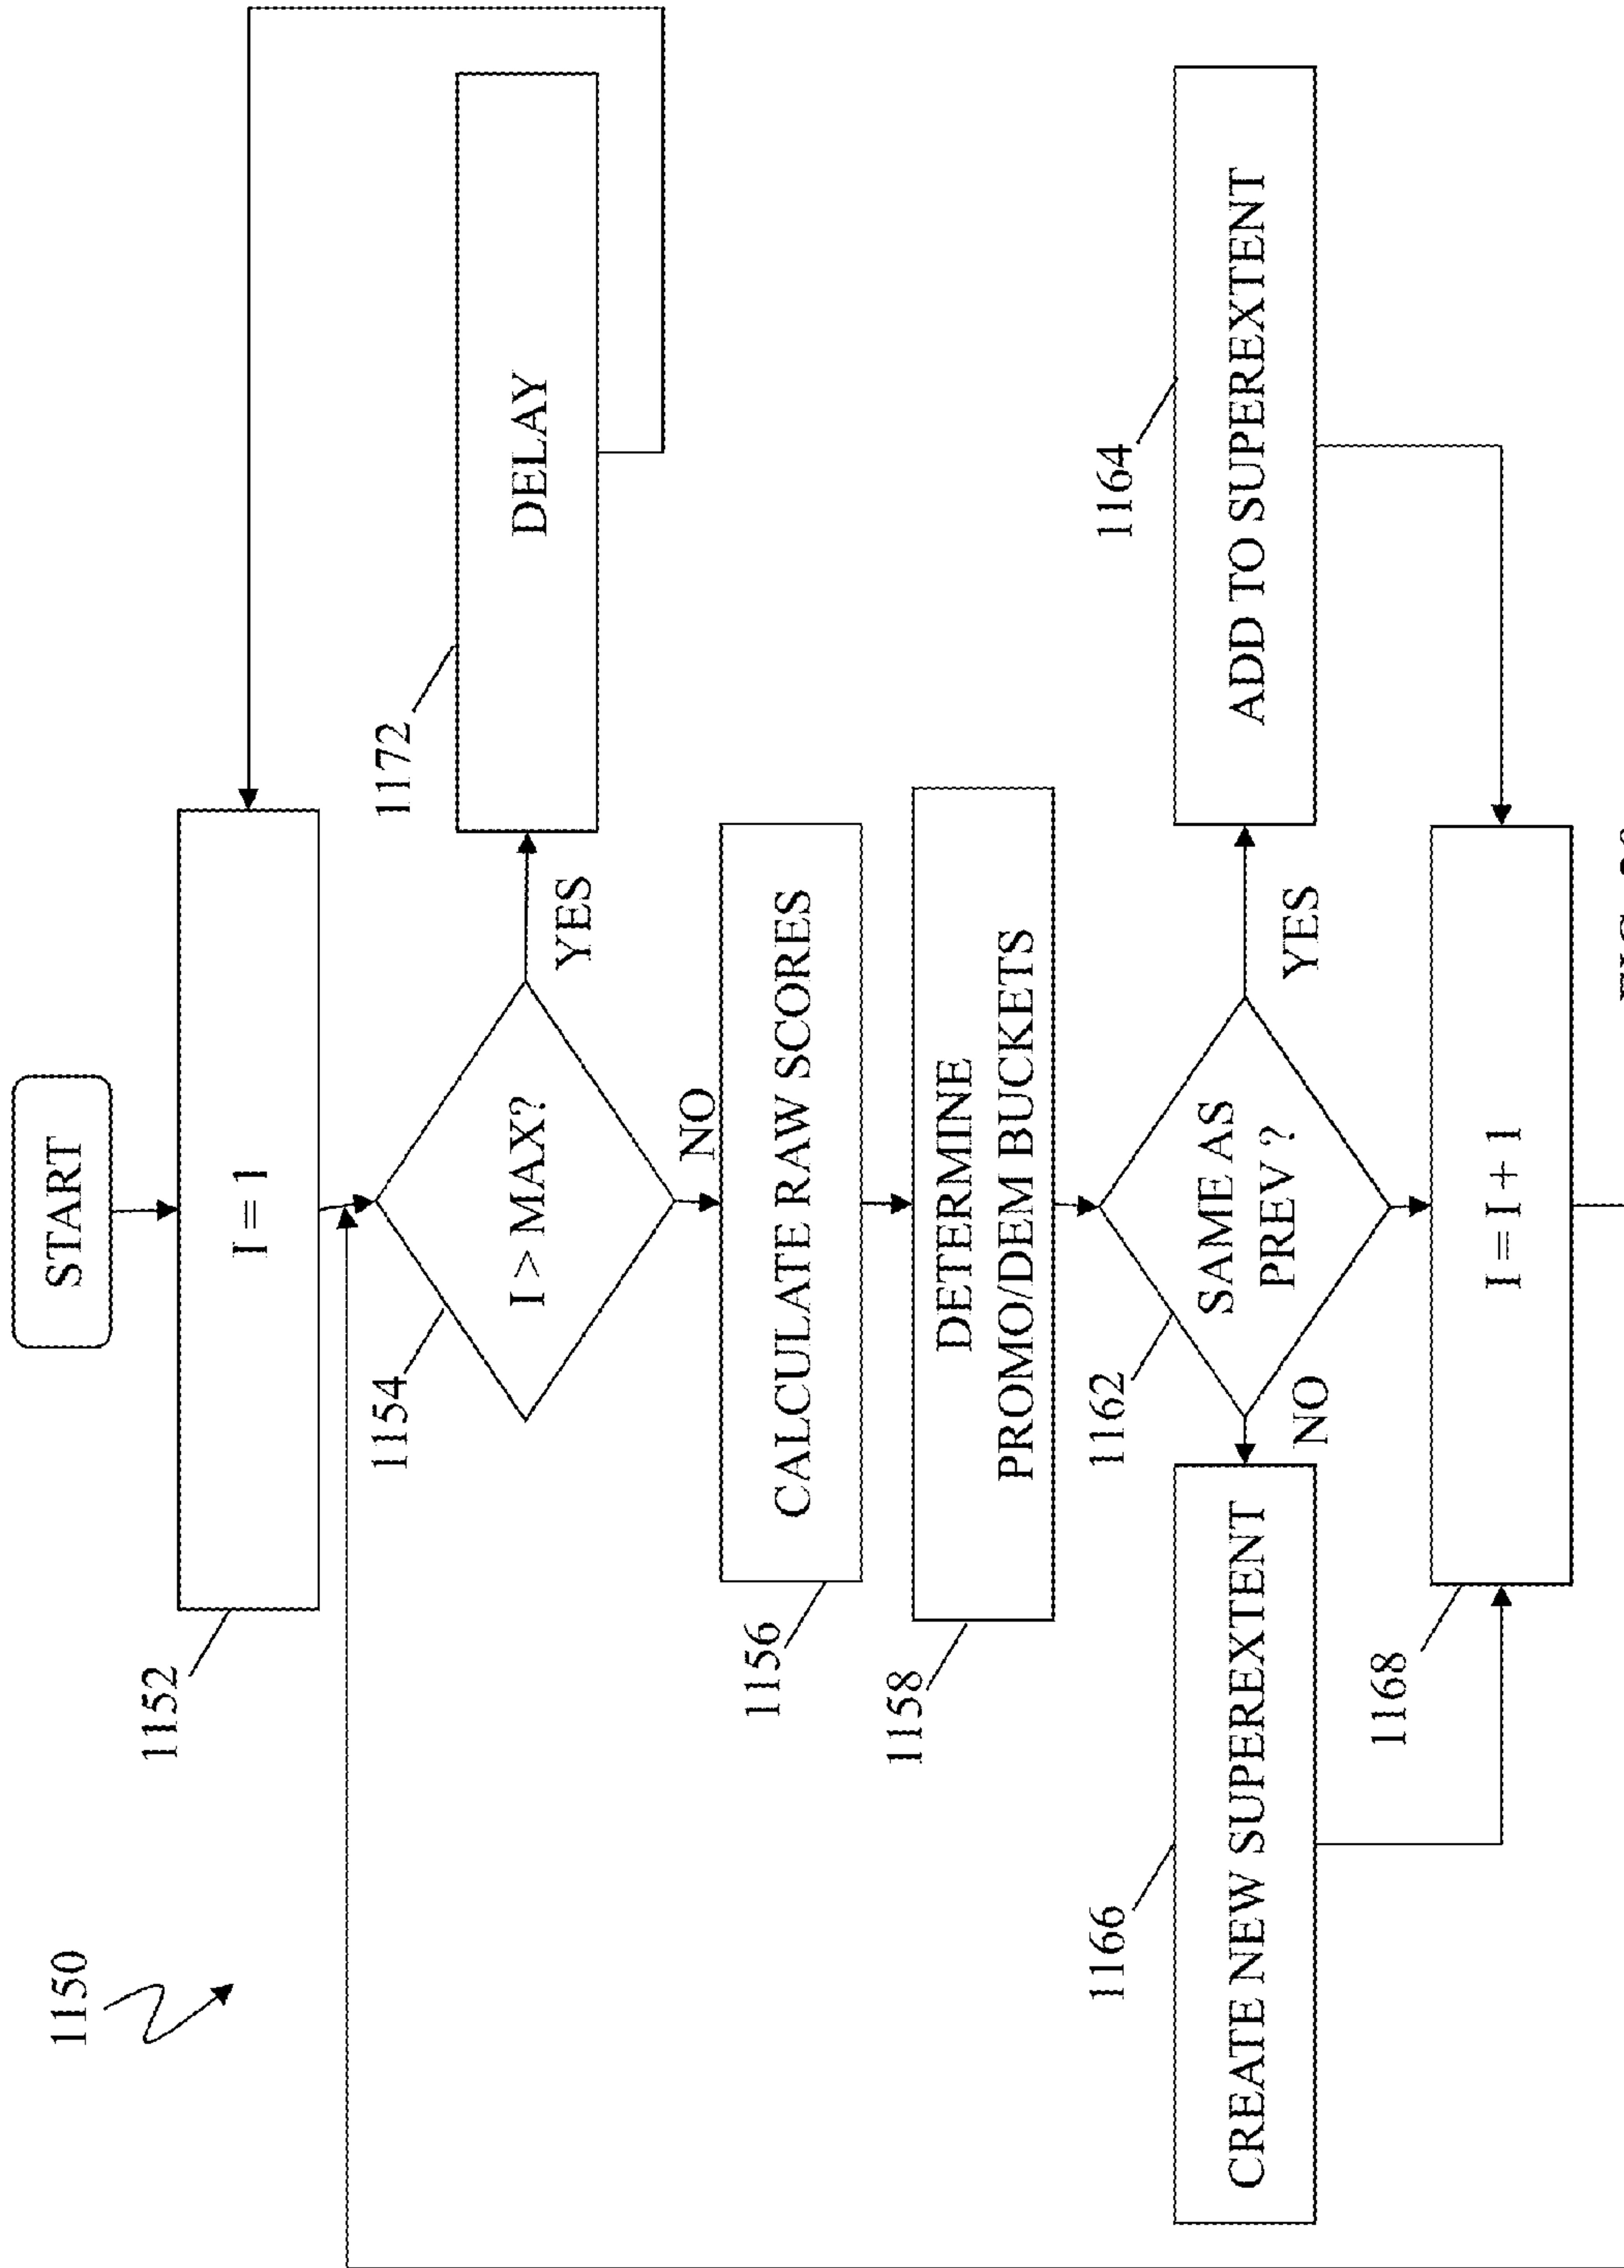 1150
START
1152
I = 1
1154
I > MAX?
YES
1172
DELAY
NO
1156
CALCULATE RAW SCORES
1158
DETERMINE
PROMO/DEM BUCKETS
1162
SAME AS
PREV ?
NO
YES
1166
CREATE NEW SUPEREXTENT
1164
ADD TO SUPEREXTENT
1168
I = I + 1